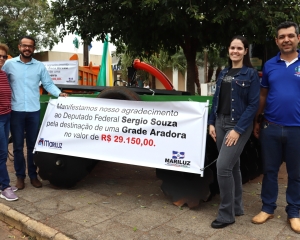 Manifestamos nosso agradecimento
ao Deputado Federal Sergio Souza
pela destinação de uma Grade Aradora
no valor de R$ 29.150,00.
MARILUZ
MARILUZ